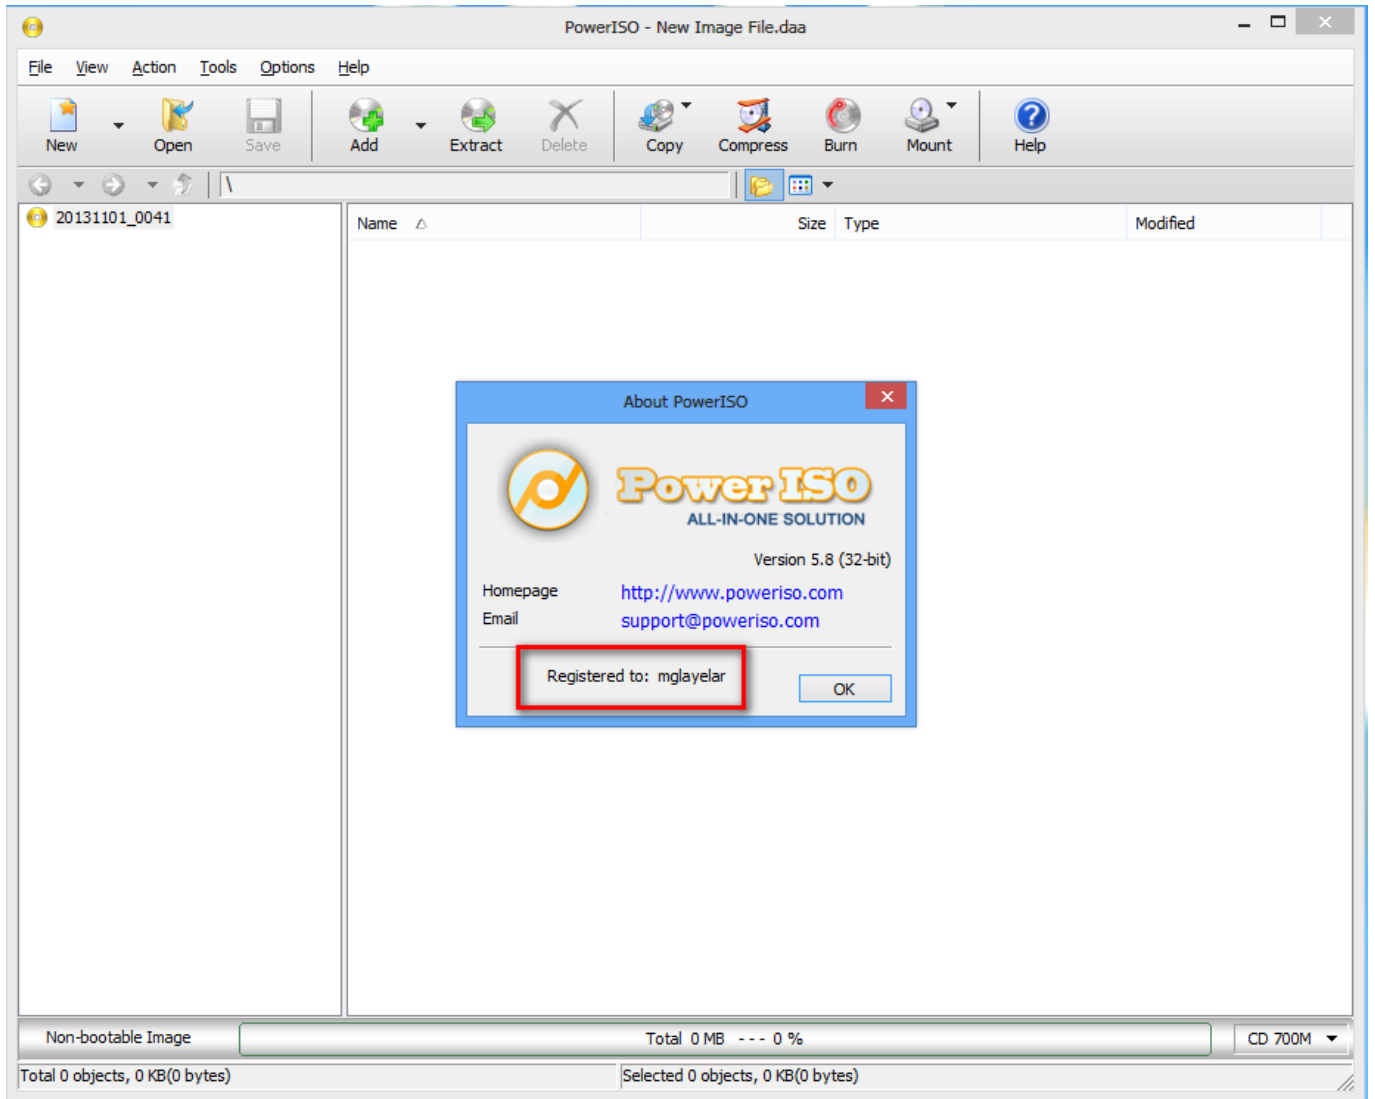 PowerISO - New Image File.daa
File View Action Tools Options Help
New Open Save Add Extract Delete Copy Compress Burn Mount Help
\
20131101_0041
Name Size Type Modified
About PowerISO
Power ISO
ALL-IN-ONE SOLUTION
Version 5.8 (32-bit)
Homepage http://www.poweriso.com
Email support@poweriso.com
Registered to: mglayelar
OK
Non-bootable Image Total 0 MB --- 0 % CD 700M
Total 0 objects, 0 KB(0 bytes) Selected 0 objects, 0 KB(0 bytes)